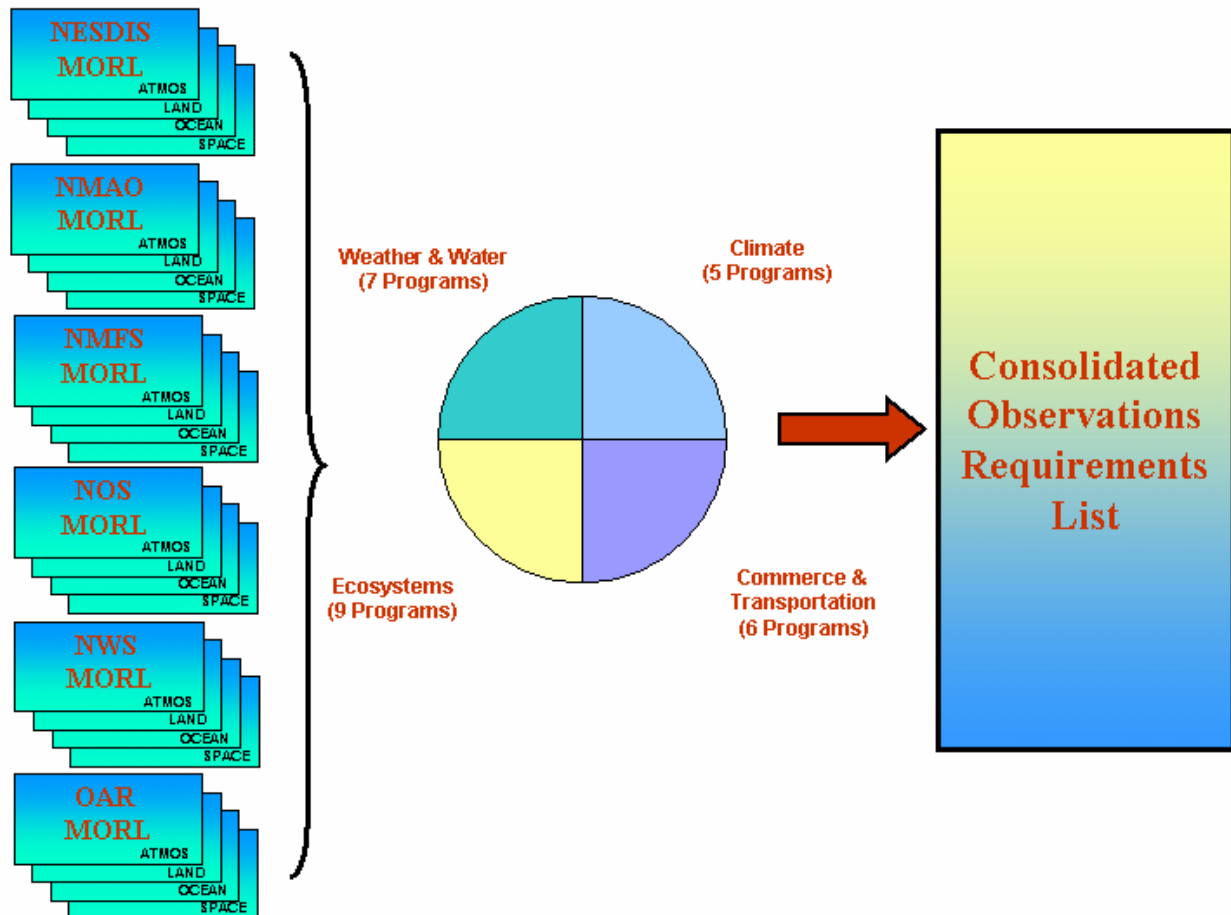 NESDIS
MORL
ATMOS
LAND
OCEAN
SPACE
NMAO
MORL
ATMOS
LAND
OCEAN
SPACE
NMFS
MORL
ATMOS
LAND
OCEAN
SPACE
NOS
MORL
ATMOS
LAND
OCEAN
SPACE
NWS
MORL
ATMOS
LAND
OCEAN
SPACE
OAR
MORL
ATMOS
LAND
OCEAN
SPACE
Weather & Water
(7 Programs)
Climate
(5 Programs)
Ecosystems
(9 Programs)
Commerce &
Transportation
(6 Programs)
Consolidated
Observations
Requirements
List